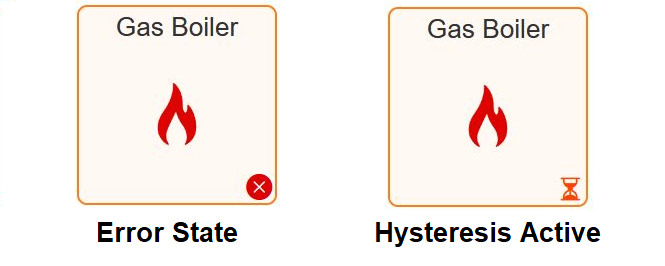 Gas Boiler
Gas Boiler
Error State
Hysteresis Active